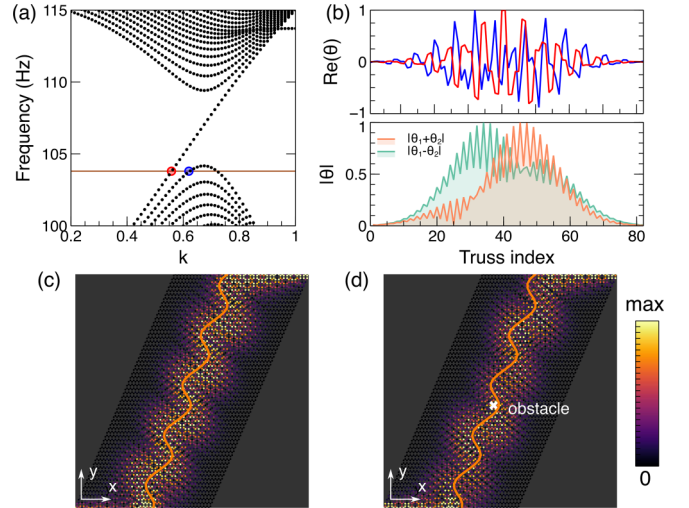 (a)
115
110
105
100
Frequency (Hz)
0.2
0.4
0.6
0.8
1
k
(b)
1
0
−1
Re(θ)
|θ₁+θ₂|
|θ₁-θ₂|
1
0.5
0
|θ|
0
20
40
60
80
Truss index
(c)
y
x
(d)
obstacle
y
x
max
0